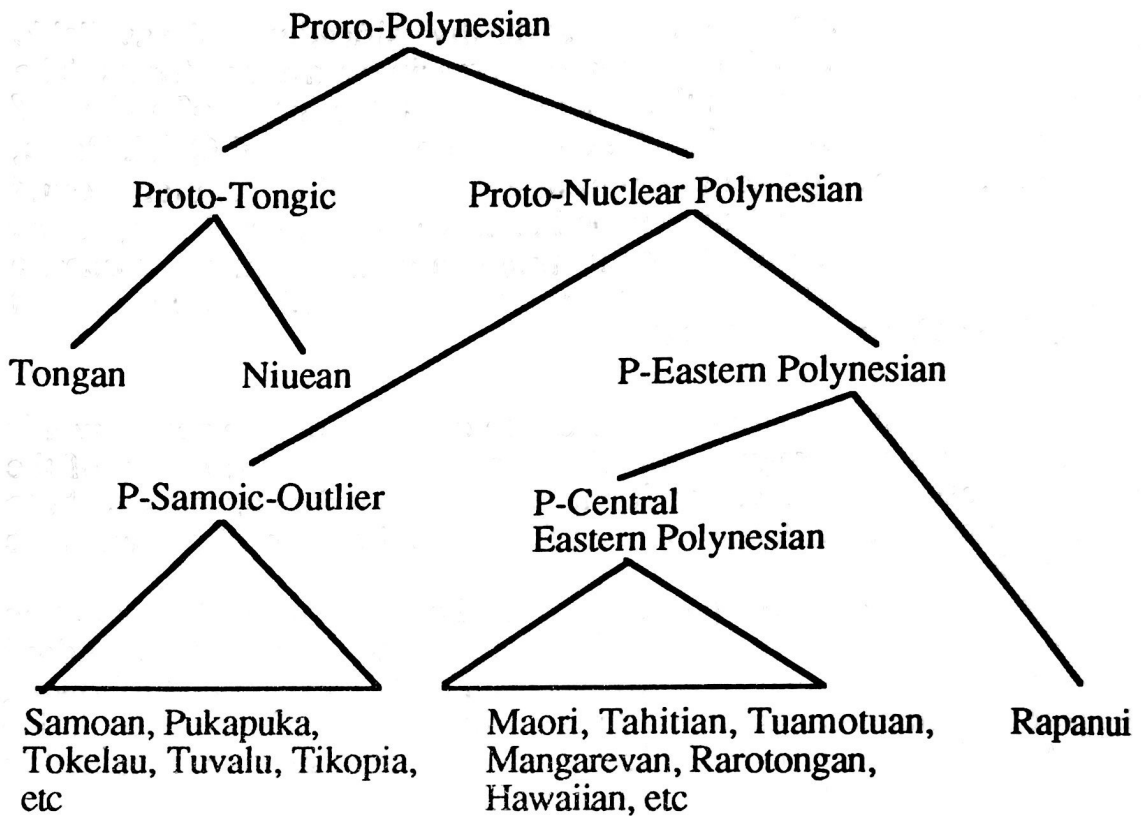 Proro-Polynesian
Proto-Tongic
Proto-Nuclear Polynesian
Tongan
Niuean
P-Eastern Polynesian
P-Samoic-Outlier
P-Central
Eastern Polynesian
Samoan, Pukapuka,
Tokelau, Tuvalu, Tikopia,
etc
Maori, Tahitian, Tuamotuan,
Mangarevan, Rarotongan,
Hawaiian, etc
Rapanui